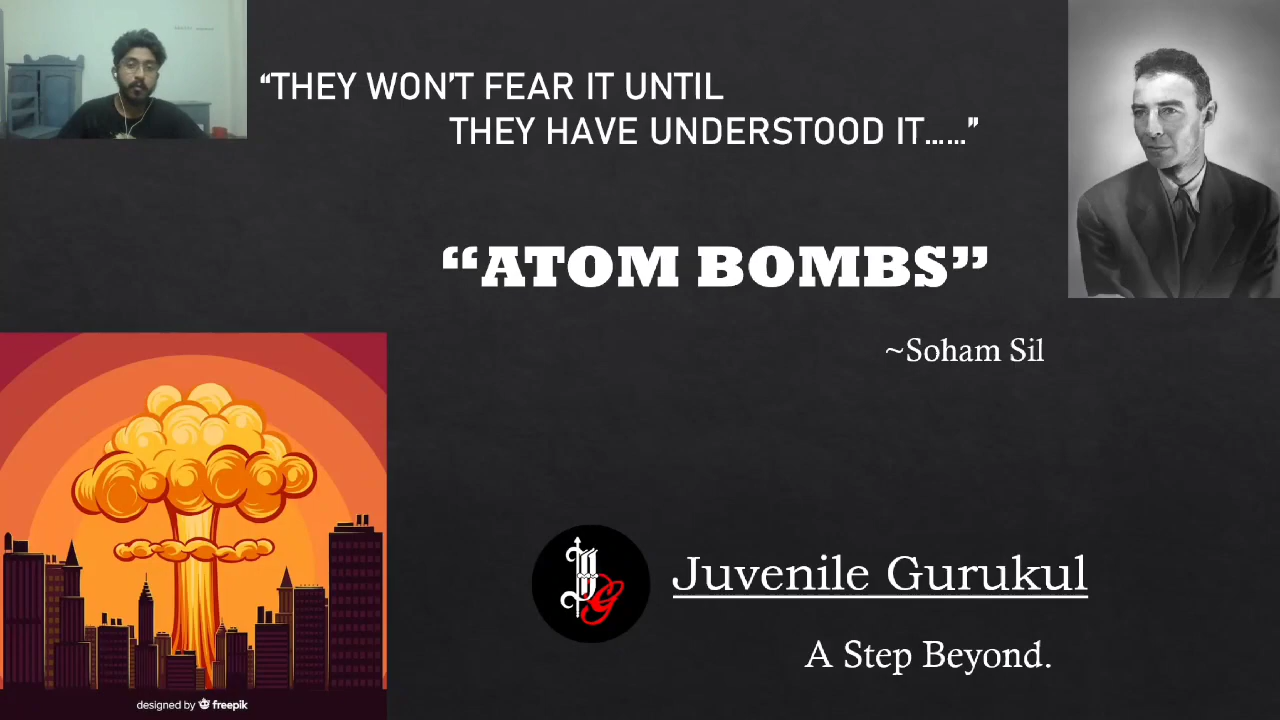 “THEY WON’T FEAR IT UNTIL
THEY HAVE UNDERSTOOD IT……”
“ATOM BOMBS”
~Soham Sil
Juvenile Gurukul
A Step Beyond.
designed by freepik